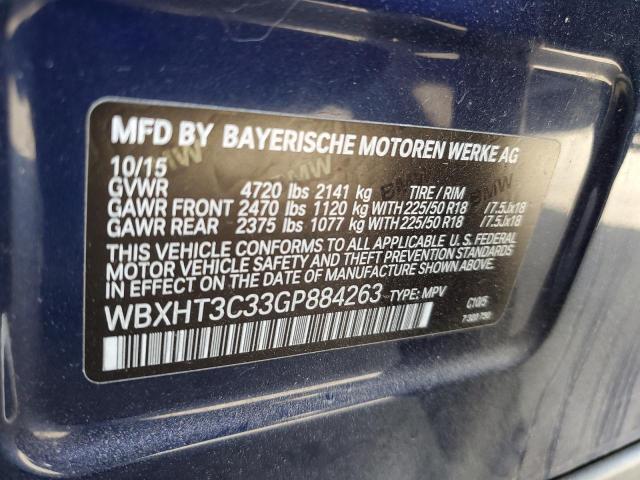 MFD BY BAYERISCHE MOTOREN WERKE AG
10/15
GVWR 4720 lbs 2141 kg TIRE / RIM
GAWR FRONT 2470 lbs 1120 kg WITH 225/50 R18 /7.5Jx18
GAWR REAR 2375 lbs 1077 kg WITH 225/50 R18 /7.5Jx18
THIS VEHICLE CONFORMS TO ALL APPLICABLE U. S. FEDERAL
MOTOR VEHICLE SAFETY AND THEFT PREVENTION STANDARDS
IN EFFECT ON THE DATE OF MANUFACTURE SHOWN ABOVE.
WBXHT3C33GP884263 TYPE: MPV